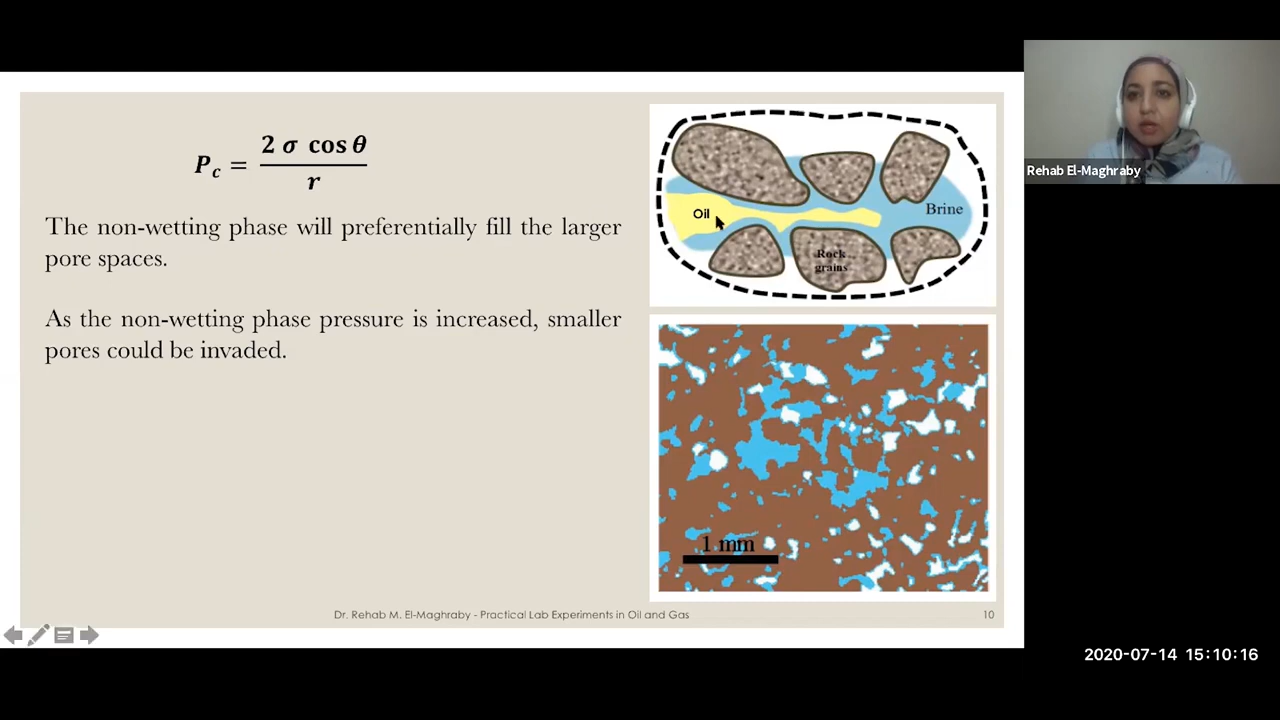 P_c = 2 σ cos θ / r
The non-wetting phase will preferentially fill the larger
pore spaces.
As the non-wetting phase pressure is increased, smaller
pores could be invaded.
Oil
Brine
Rock
grains
1 mm
Dr. Rehab M. El-Maghraby - Practical Lab Experiments in Oil and Gas
10
Rehab El-Maghraby
2020-07-14 15:10:16